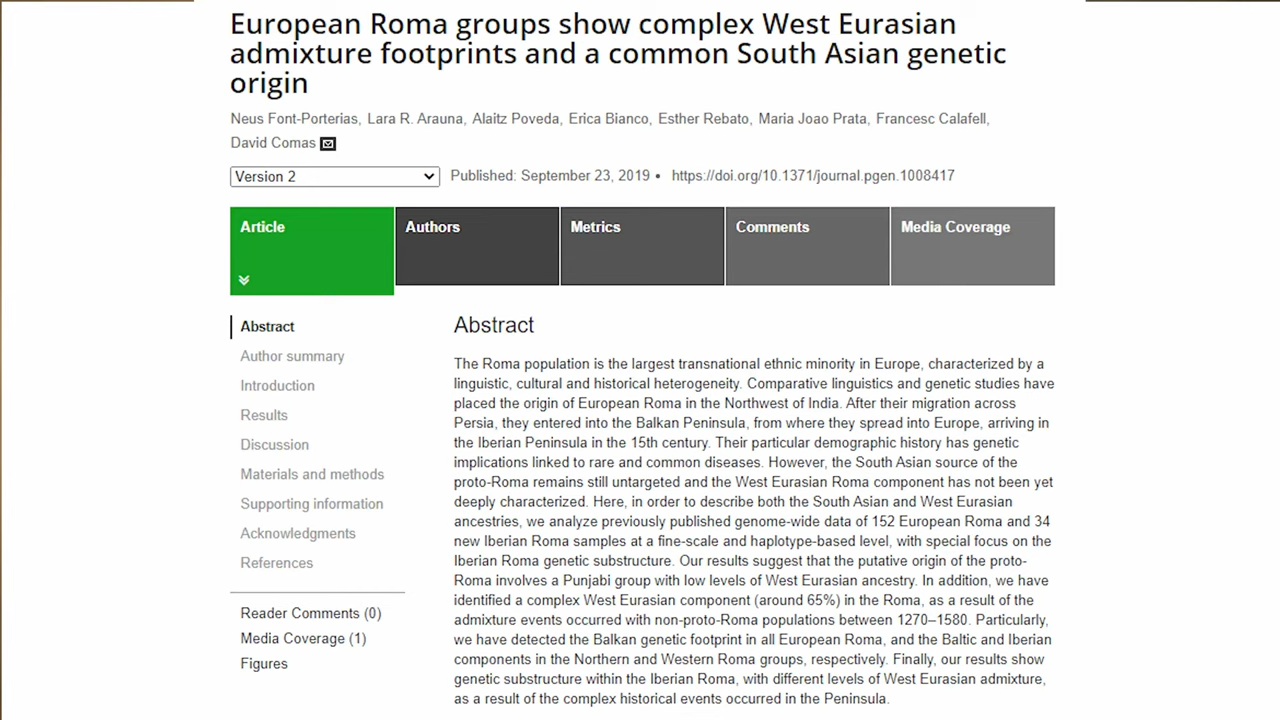 European Roma groups show complex West Eurasian
admixture footprints and a common South Asian genetic
origin
Neus Font-Porterias, Lara R. Arauna, Alaitz Poveda, Erica Bianco, Esther Rebato, Maria Joao Prata, Francesc Calafell,
David Comas
Version 2
Published: September 23, 2019 • https://doi.org/10.1371/journal.pgen.1008417
Article
Authors
Metrics
Comments
Media Coverage
Abstract
Author summary
Introduction
Results
Discussion
Materials and methods
Supporting information
Acknowledgments
References
Reader Comments (0)
Media Coverage (1)
Figures
Abstract
The Roma population is the largest transnational ethnic minority in Europe, characterized by a
linguistic, cultural and historical heterogeneity. Comparative linguistics and genetic studies have
placed the origin of European Roma in the Northwest of India. After their migration across
Persia, they entered into the Balkan Peninsula, from where they spread into Europe, arriving in
the Iberian Peninsula in the 15th century. Their particular demographic history has genetic
implications linked to rare and common diseases. However, the South Asian source of the
proto-Roma remains still untargeted and the West Eurasian Roma component has not been yet
deeply characterized. Here, in order to describe both the South Asian and West Eurasian
ancestries, we analyze previously published genome-wide data of 152 European Roma and 34
new Iberian Roma samples at a fine-scale and haplotype-based level, with special focus on the
Iberian Roma genetic substructure. Our results suggest that the putative origin of the proto-
Roma involves a Punjabi group with low levels of West Eurasian ancestry. In addition, we have
identified a complex West Eurasian component (around 65%) in the Roma, as a result of the
admixture events occurred with non-proto-Roma populations between 1270–1580. Particularly,
we have detected the Balkan genetic footprint in all European Roma, and the Baltic and Iberian
components in the Northern and Western Roma groups, respectively. Finally, our results show
genetic substructure within the Iberian Roma, with different levels of West Eurasian admixture,
as a result of the complex historical events occurred in the Peninsula.